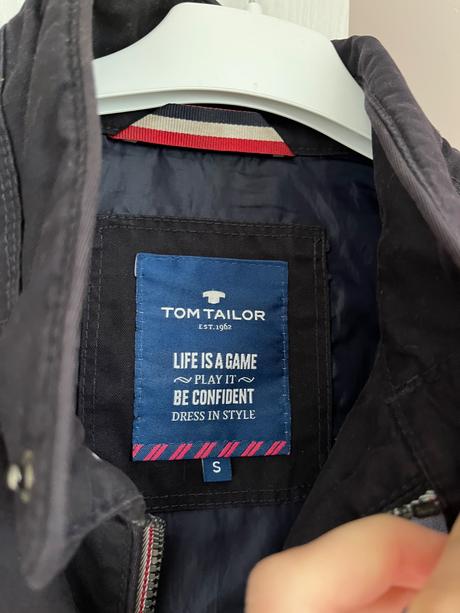 TOM TAILOR
EST. 1962
LIFE IS A GAME
~ PLAY IT ~
BE CONFIDENT
DRESS IN STYLE
S